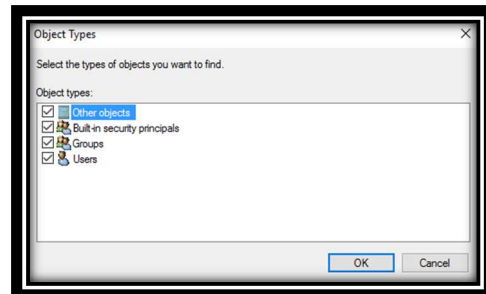 Object Types
Select the types of objects you want to find.
Object types:
Other objects
Built-in security principals
Groups
Users
OK
Cancel